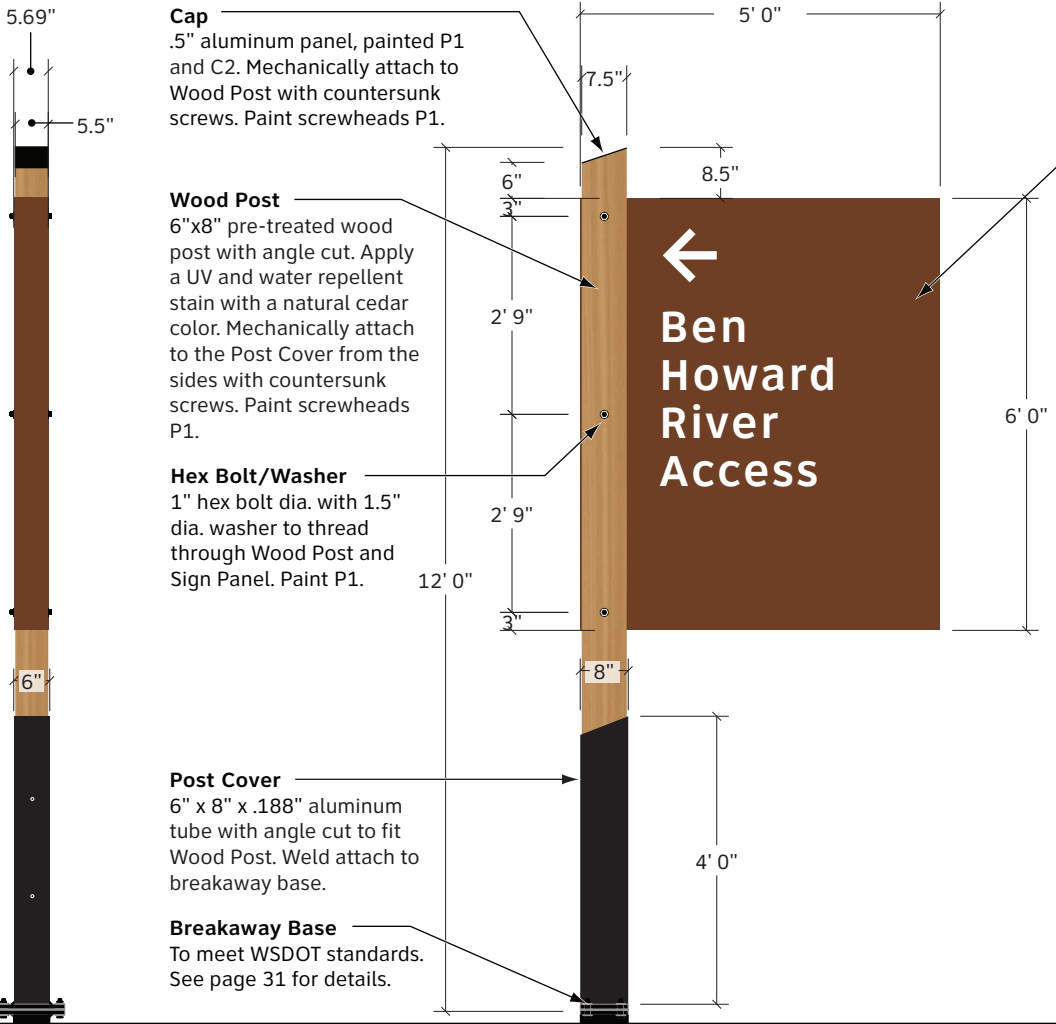 5.69"
5.5"
6"
Cap
.5" aluminum panel, painted P1
and C2. Mechanically attach to
Wood Post with countersunk
screws. Paint screwheads P1.
Wood Post
6"x8" pre-treated wood
post with angle cut. Apply
a UV and water repellent
stain with a natural cedar
color. Mechanically attach
to the Post Cover from the
sides with countersunk
screws. Paint screwheads
P1.
Hex Bolt/Washer
1" hex bolt dia. with 1.5"
dia. washer to thread
through Wood Post and
Sign Panel. Paint P1.
Post Cover
6" x 8" x .188" aluminum
tube with angle cut to fit
Wood Post. Weld attach to
breakaway base.
Breakaway Base
To meet WSDOT standards.
See page 31 for details.
12' 0"
6"
3"
2' 9"
2' 9"
3"
5' 0"
7.5"
8.5"
Ben
Howard
River
Access
6' 0"
8"
4' 0"